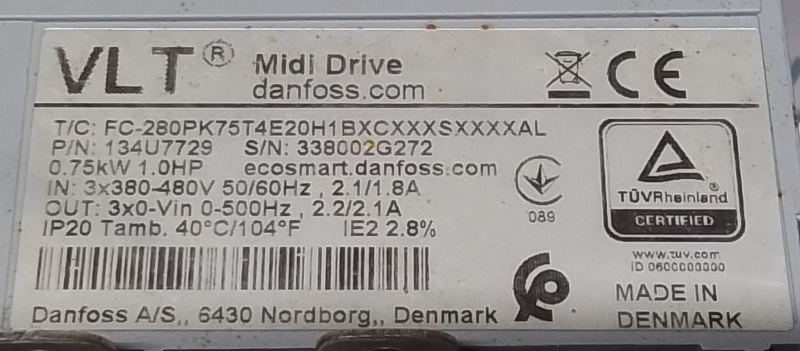 VLT® Midi Drive
danfoss.com
CE
T/C: FC-280PK75T4E20H1BXCXXXSXXXXAL
P/N: 134U7729 S/N: 338002G272
0.75kW 1.0HP ecosmart.danfoss.com
IN: 3x380-480V 50/60Hz , 2.1/1.8A
OUT: 3x0-Vin 0-500Hz , 2.2/2.1A
IP20 Tamb. 40°C/104°F IE2 2.8%
089
TÜVRheinland®
CERTIFIED
www.tuv.com
ID 0600000000
Danfoss A/S,, 6430 Nordborg,, Denmark
MADE IN
DENMARK